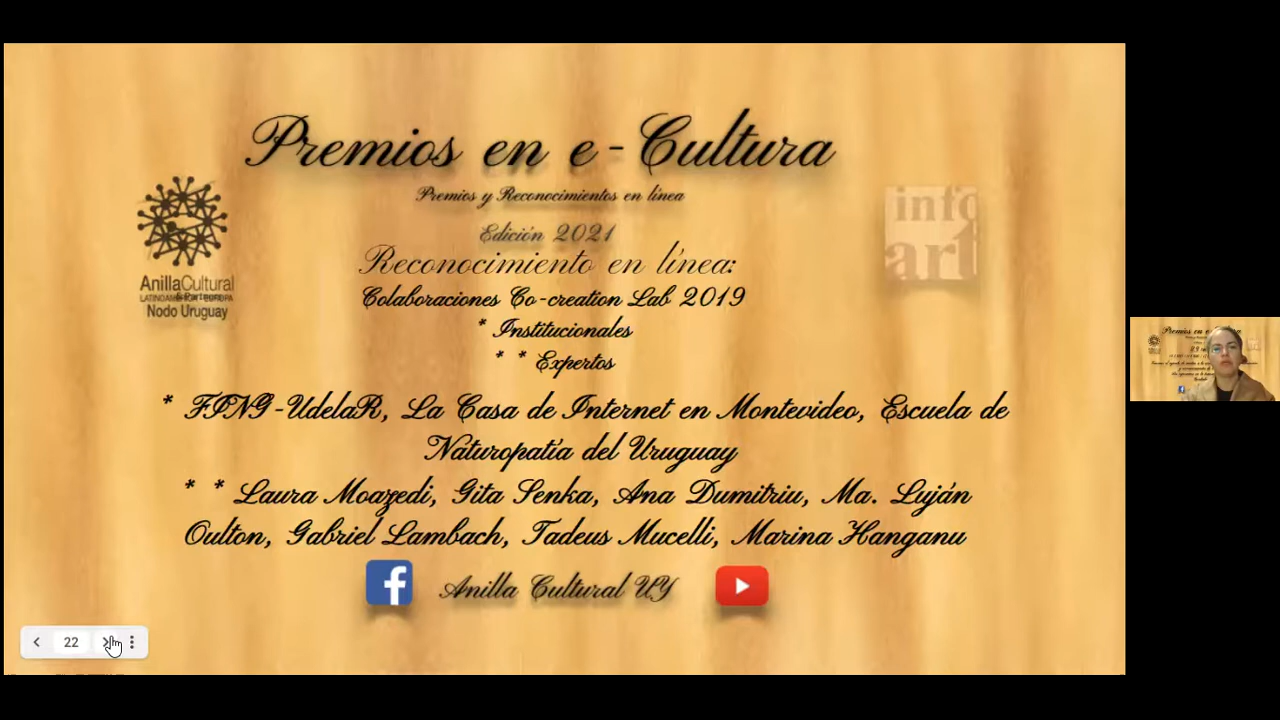 Premios en e-Cultura
Premios y Reconocimientos en línea
Edición 2021
Reconocimiento en línea:
Colaboraciones Co-creation Lab 2019
* Institucionales
* * Expertos
* FING-UdelaR, La Casa de Internet en Montevideo, Escuela de
Naturopatía del Uruguay
* * Laura Moazedi, Gita Senka, Ana Dumitriu, Ma. Luján
Oulton, Gabriel Lambach, Tadeus Mucelli, Marina Hanganu
Anilla Cultural UY
AnillaCultural
Nodo Uruguay
info
art
22